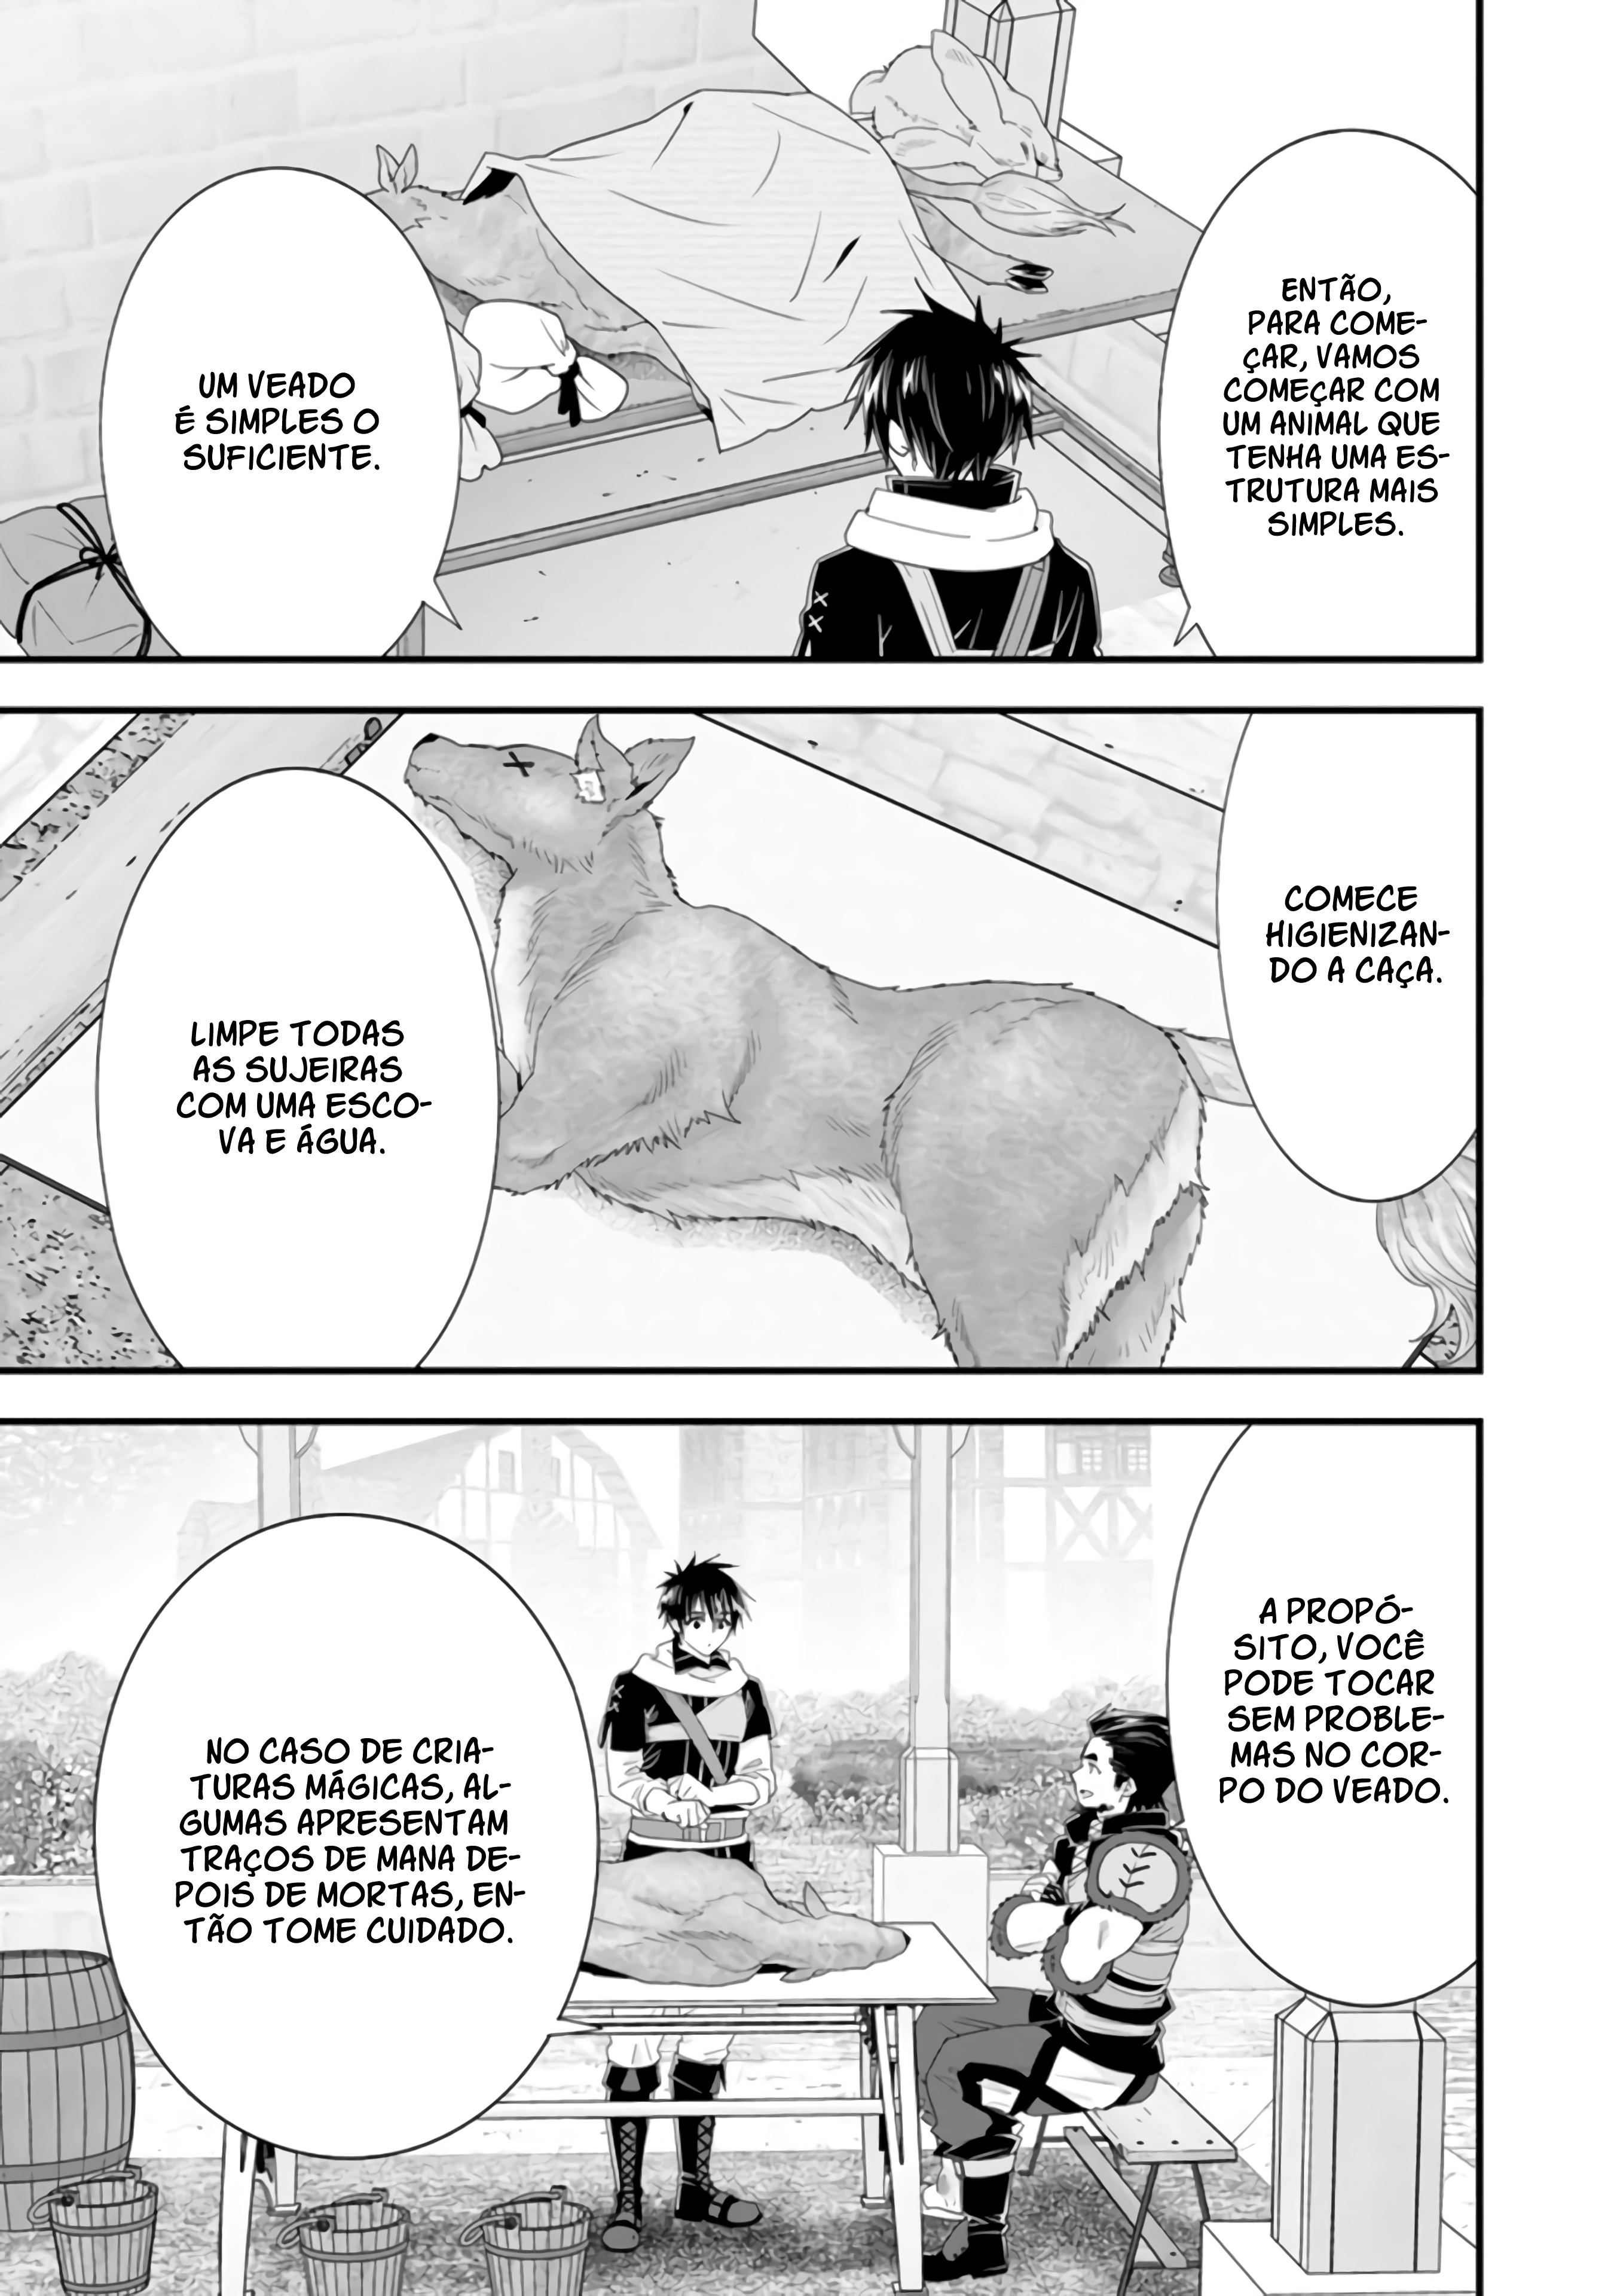 ENTÃO,
PARA COME-
ÇAR, VAMOS
COMEÇAR COM
UM ANIMAL QUE
TENHA UMA ES-
TRUTURA MAIS
SIMPLES.
UM VEADO
É SIMPLES O
SUFICIENTE.
COMECE
HIGIENIZAN-
DO A CAÇA.
LIMPE TODAS
AS SUJEIRAS
COM UMA ESCO-
VA E ÁGUA.
A PROPÓ-
SITO, VOCÊ
PODE TOCAR
SEM PROBLE-
MAS NO COR-
PO DO VEADO.
NO CASO DE CRIA-
TURAS MÁGICAS, AL-
GUMAS APRESENTAM
TRAÇOS DE MANA DE-
POIS DE MORTAS, EN-
TÃO TOME CUIDADO.